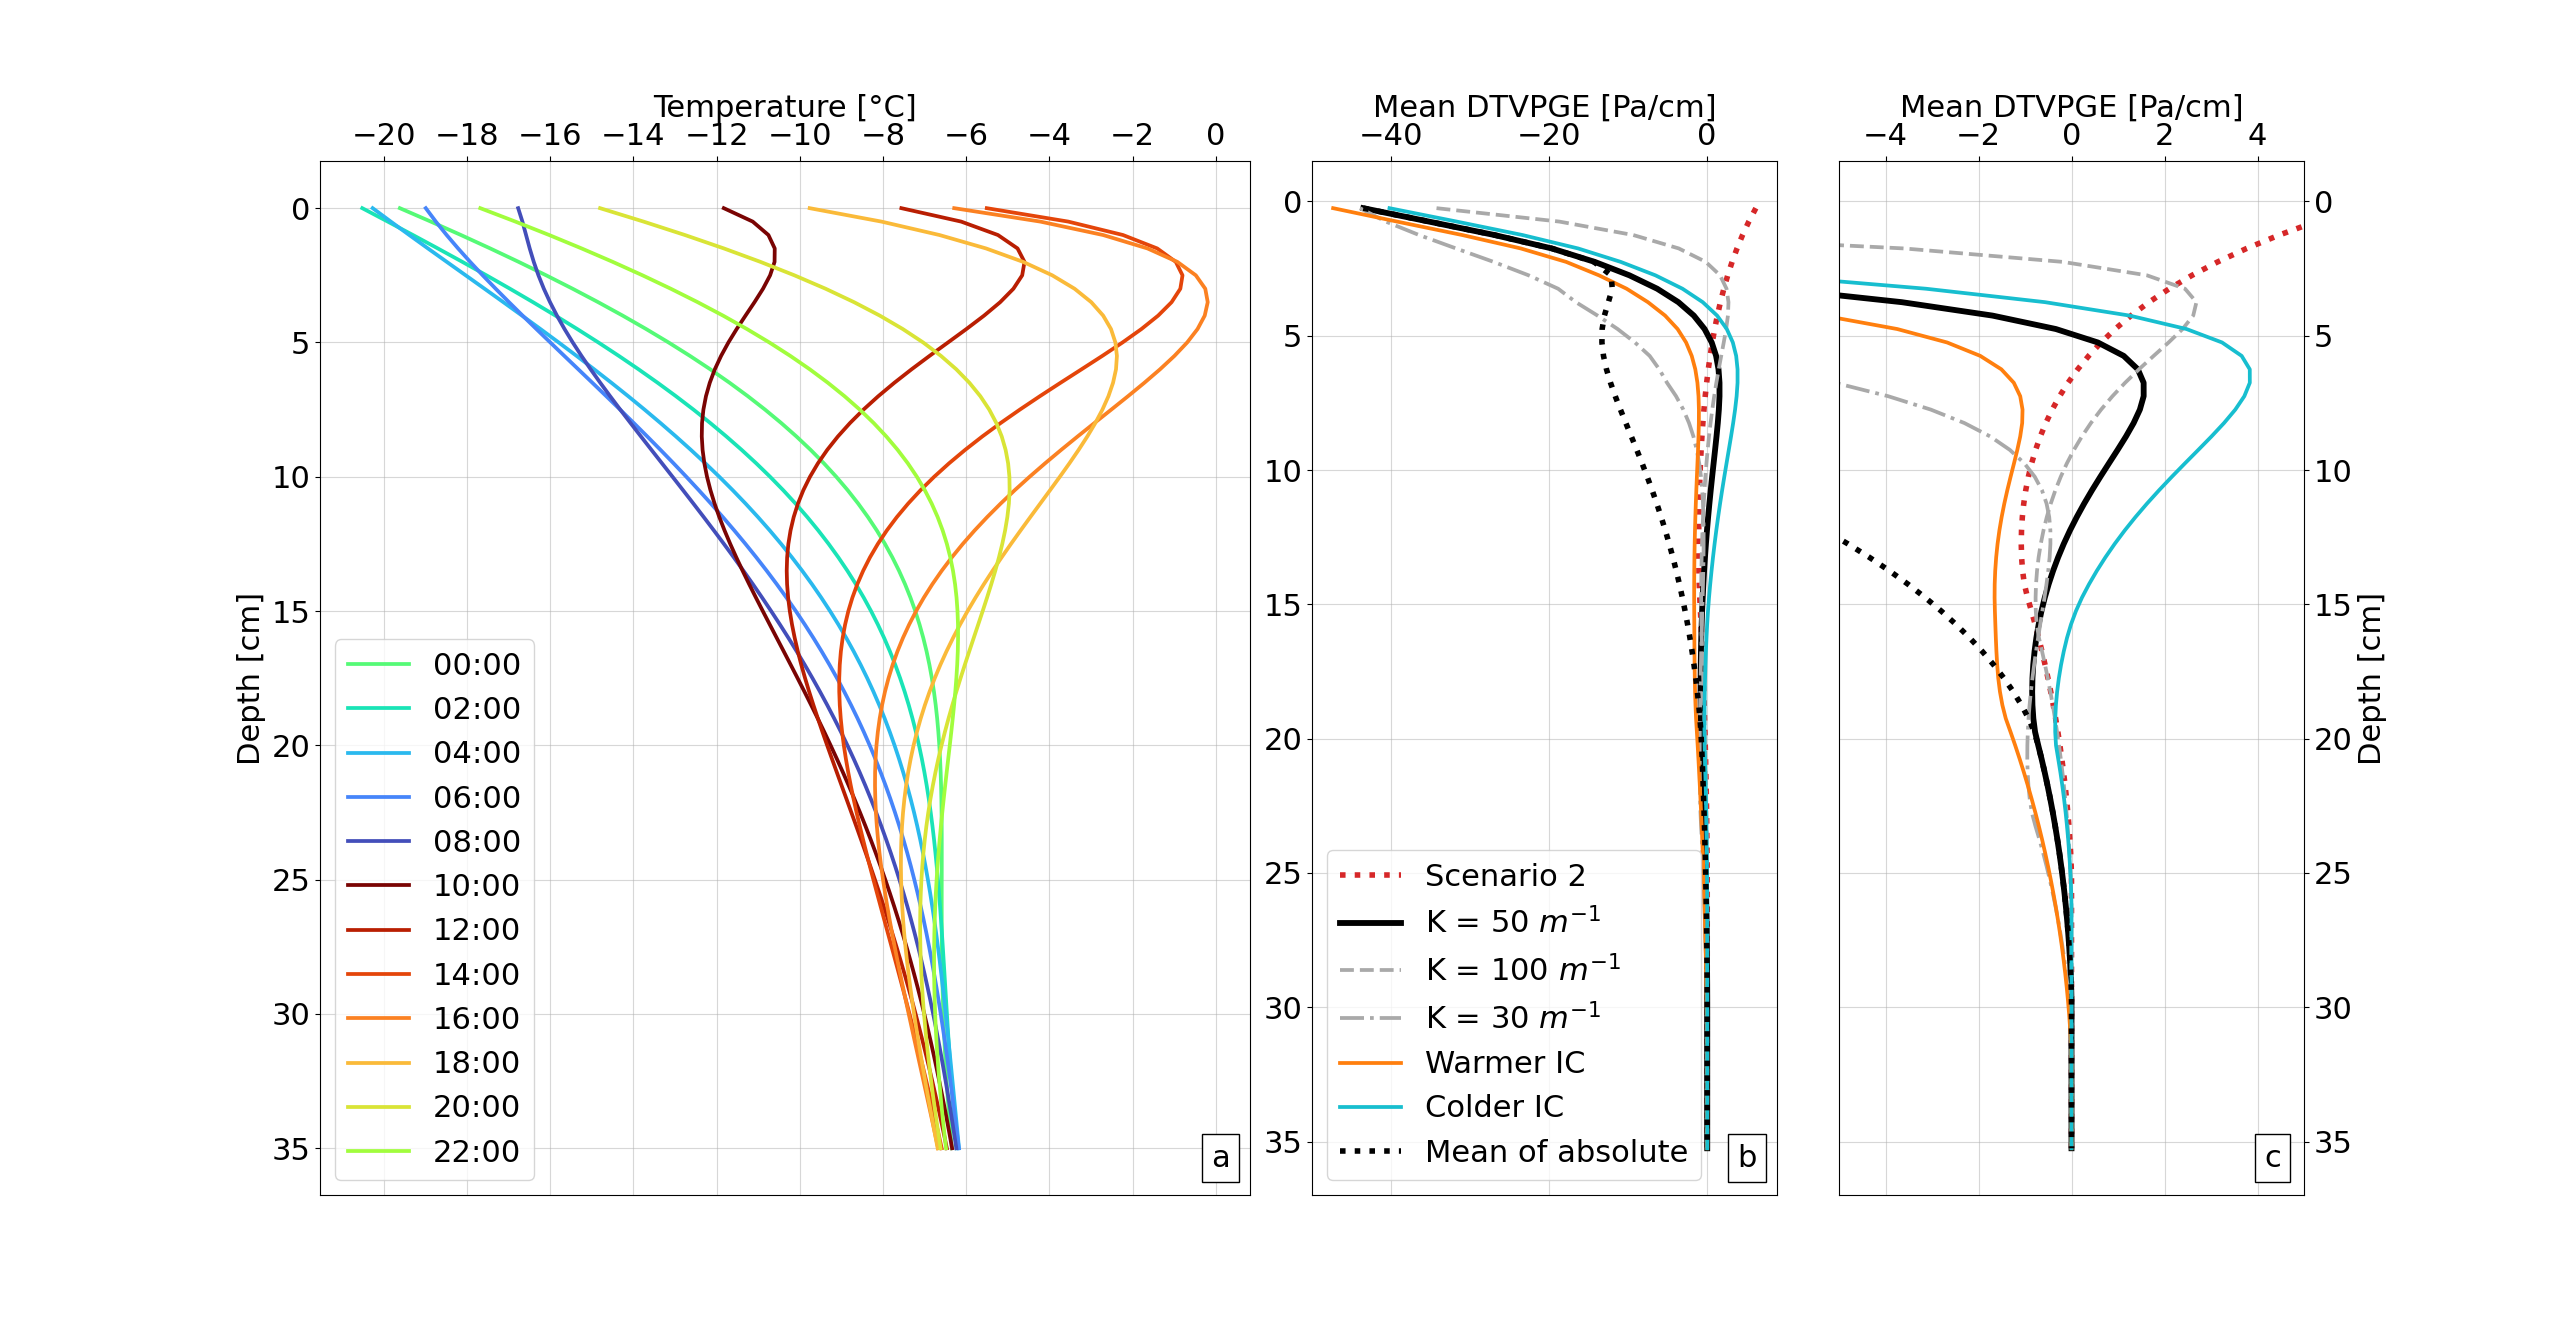 Temperature [°C]
−20 −18 −16 −14 −12 −10 −8 −6 −4 −2 0
0
5
10
15
20
25
30
35
Depth [cm]
00:00
02:00
04:00
06:00
08:00
10:00
12:00
14:00
16:00
18:00
20:00
22:00
a
Mean DTVPGE [Pa/cm]
−40 −20 0
0
5
10
15
20
25
30
35
Scenario 2
K = 50 m⁻¹
K = 100 m⁻¹
K = 30 m⁻¹
Warmer IC
Colder IC
Mean of absolute
b
Mean DTVPGE [Pa/cm]
−4 −2 0 2 4
0
5
10
15
20
25
30
35
Depth [cm]
c